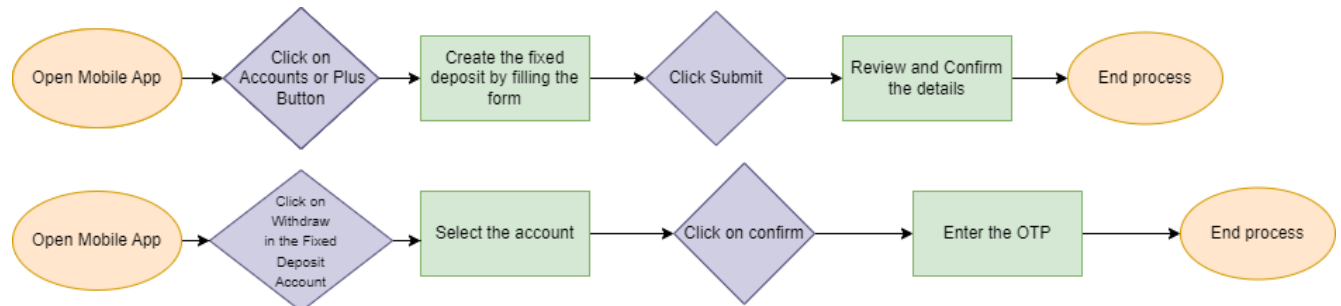 Open Mobile App
Click on
Accounts or Plus
Button
Create the fixed
deposit by filling the
form
Click Submit
Review and Confirm
the details
End process
Open Mobile App
Click on
Withdraw
in the Fixed
Deposit
Account
Select the account
Click on confirm
Enter the OTP
End process